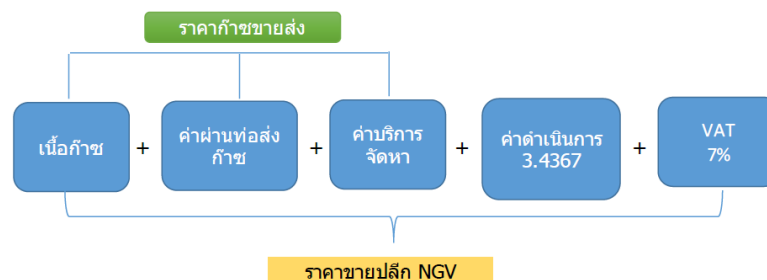 ราคาก๊าซขายส่ง
เนื้อก๊าซ
+
ค่าผ่านท่อส่ง
ก๊าซ
+
ค่าบริการ
จัดหา
+
ค่าดำเนินการ
3.4367
+
VAT
7%
ราคาขายปลีก NGV